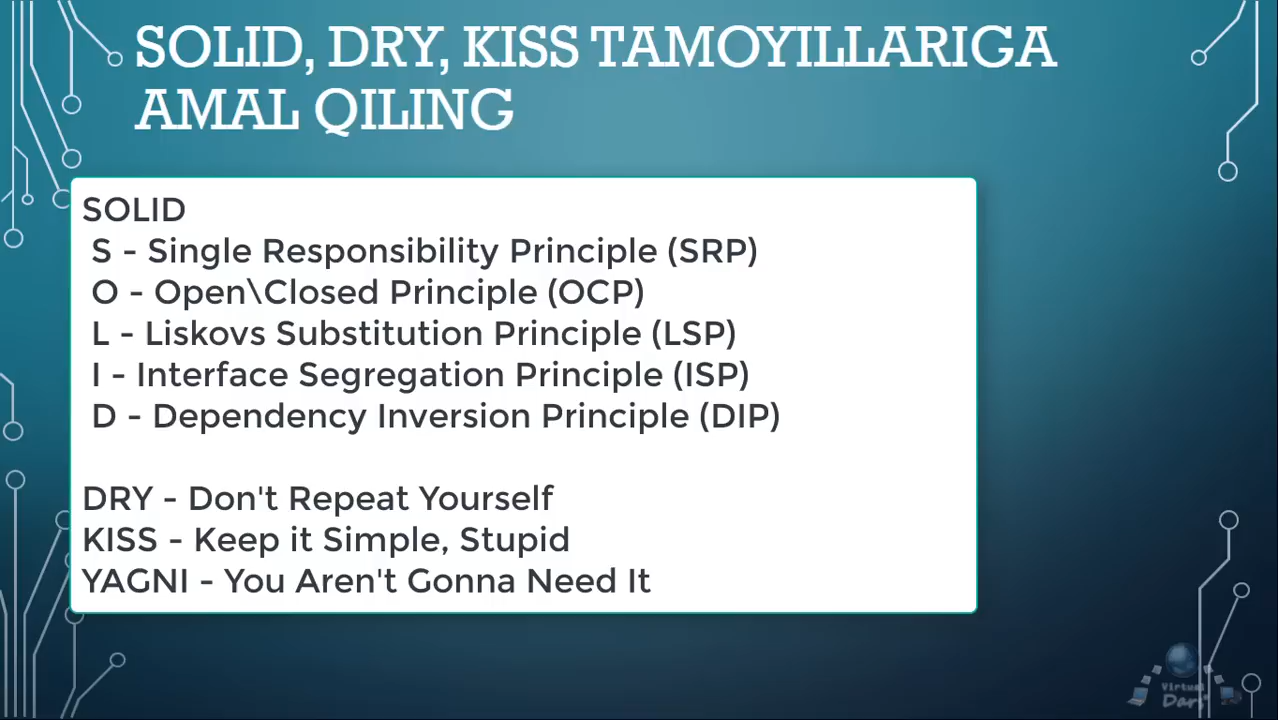 SOLID, DRY, KISS TAMOYILLARIGA
AMAL QILING
SOLID
S - Single Responsibility Principle (SRP)
O - Open\Closed Principle (OCP)
L - Liskovs Substitution Principle (LSP)
I - Interface Segregation Principle (ISP)
D - Dependency Inversion Principle (DIP)
DRY - Don't Repeat Yourself
KISS - Keep it Simple, Stupid
YAGNI - You Aren't Gonna Need It
Virtual
Dars